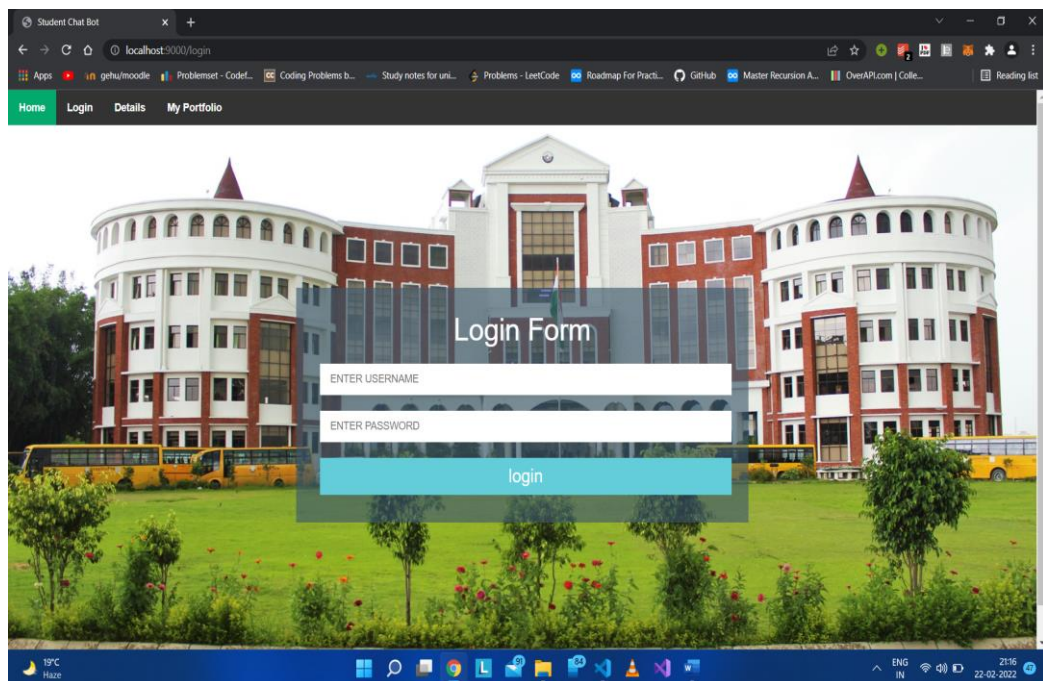 Student Chat Bot
localhost:9000/login
Apps
gehu/moodle
Problemset - Codef...
Coding Problems b...
Study notes for uni...
Problems - LeetCode
Roadmap For Practi...
GitHub
Master Recursion A...
OverAPI.com | Colle...
Reading list
Home Login Details My Portfolio
Login Form
ENTER USERNAME
ENTER PASSWORD
login
19°C
Haze
91
84
ENG
IN
21:16
22-02-2022